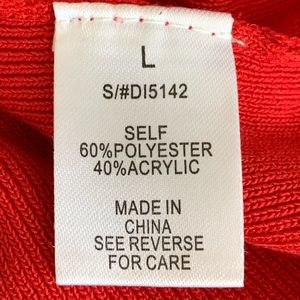 L
S/#DI5142
SELF
60%POLYESTER
40%ACRYLIC
MADE IN
CHINA
SEE REVERSE
FOR CARE